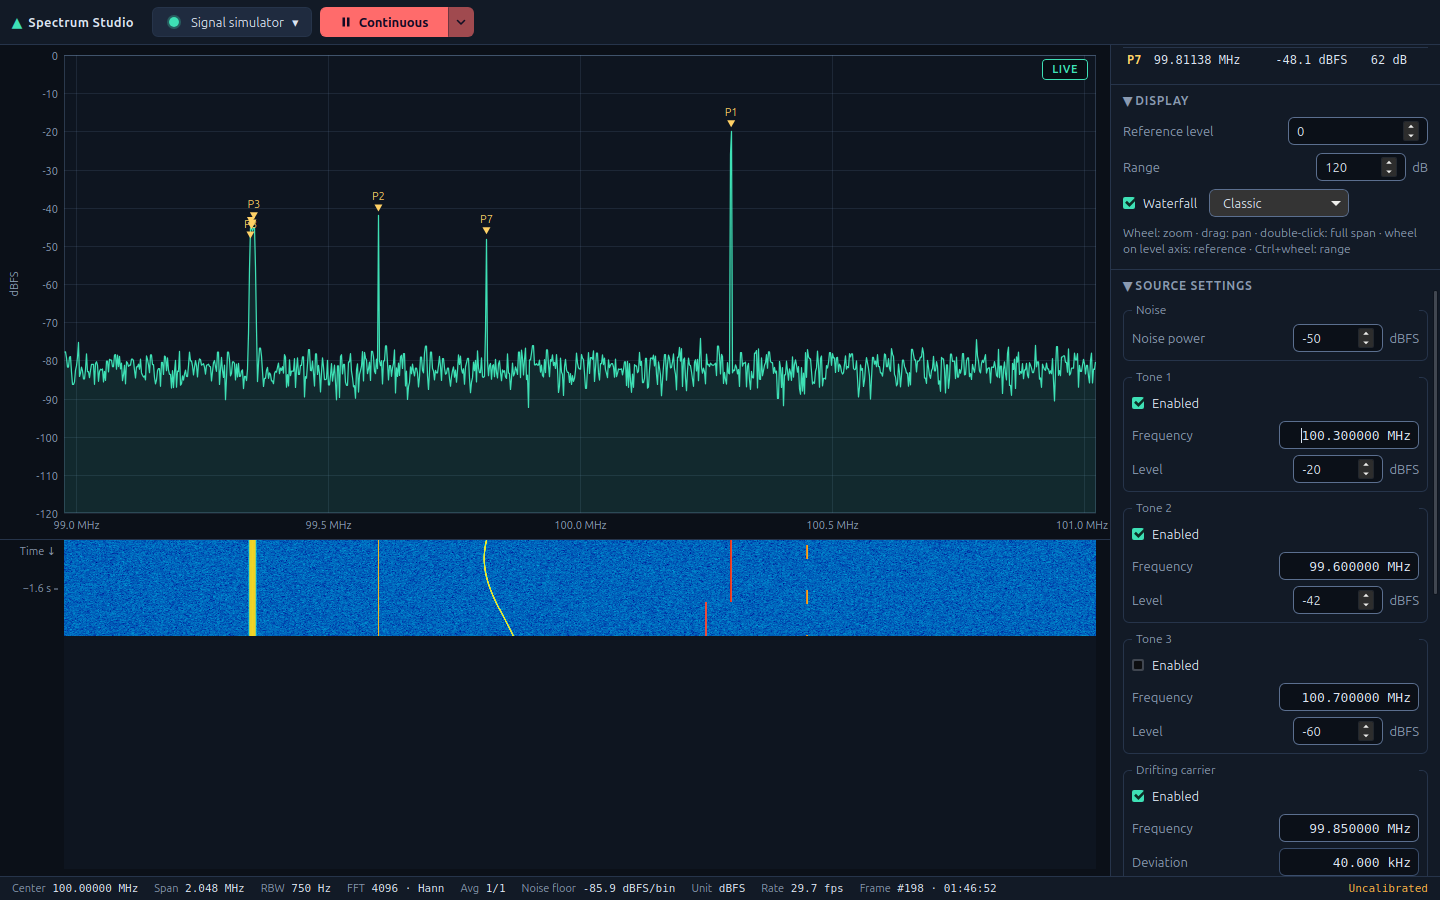 Spectrum Studio
Signal simulator ▾
Continuous
LIVE
0
-10
-20
-30
-40
-50
-60
-70
-80
-90
-100
-110
-120
dBFS
P1
P3
P2
P7
99.0 MHz
99.5 MHz
100.0 MHz
100.5 MHz
101.0 MHz
Time ↓
−1.6 s
P7 99.81138 MHz -48.1 dBFS 62 dB
▼ DISPLAY
Reference level 0
Range 120 dB
Waterfall Classic
Wheel: zoom · drag: pan · double-click: full span · wheel
on level axis: reference · Ctrl+wheel: range
▼ SOURCE SETTINGS
Noise
Noise power -50 dBFS
Tone 1
Enabled
Frequency 100.300000 MHz
Level -20 dBFS
Tone 2
Enabled
Frequency 99.600000 MHz
Level -42 dBFS
Tone 3
Enabled
Frequency 100.700000 MHz
Level -60 dBFS
Drifting carrier
Enabled
Frequency 99.850000 MHz
Deviation 40.000 kHz
Center 100.00000 MHz Span 2.048 MHz RBW 750 Hz FFT 4096 · Hann Avg 1/1 Noise floor -85.9 dBFS/bin Unit dBFS Rate 29.7 fps Frame #198 · 01:46:52 Uncalibrated